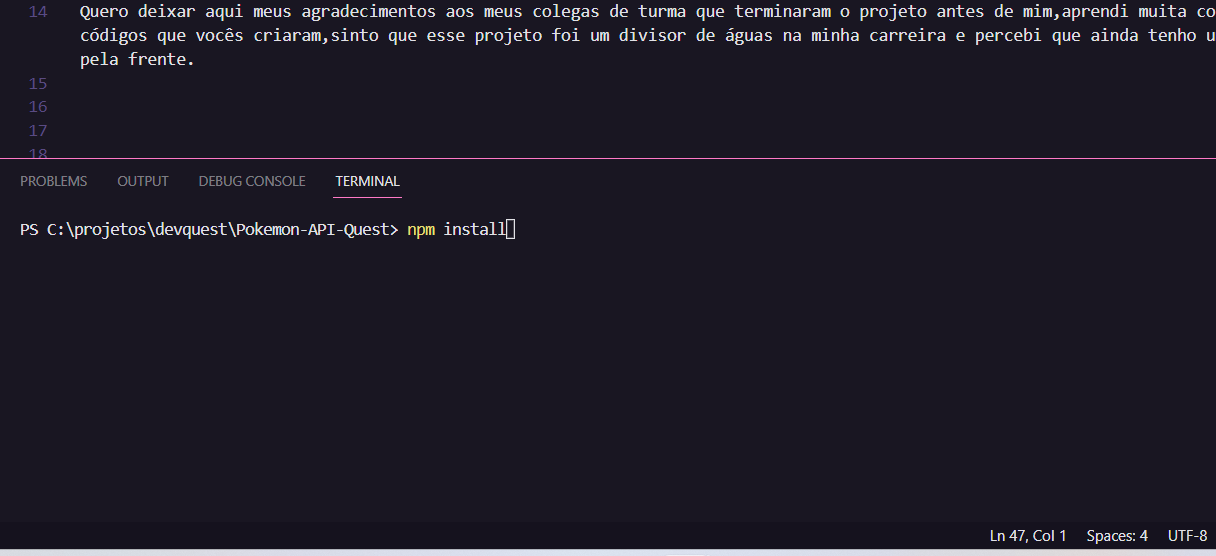 14 Quero deixar aqui meus agradecimentos aos meus colegas de turma que terminaram o projeto antes de mim,aprendi muita co
códigos que vocês criaram,sinto que esse projeto foi um divisor de águas na minha carreira e percebi que ainda tenho u
pela frente.
15
16
17
18
PROBLEMS OUTPUT DEBUG CONSOLE TERMINAL
PS C:\projetos\devquest\Pokemon-API-Quest> npm install
Ln 47, Col 1 Spaces: 4 UTF-8